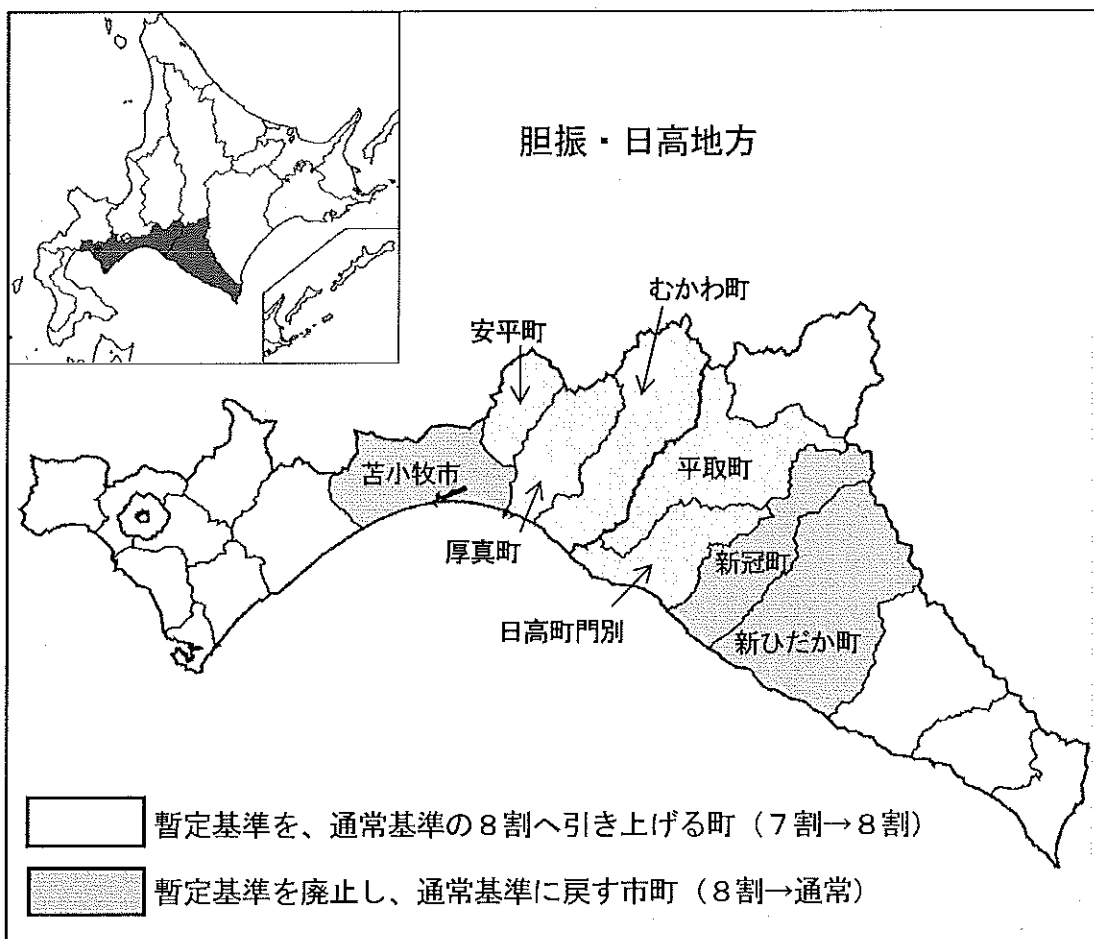 胆振・日高地方
むかわ町
安平町
平取町
苫小牧市
厚真町
新冠町
日高町門別
新ひだか町
暫定基準を、通常基準の８割へ引き上げる町（７割→８割）
暫定基準を廃止し、通常基準に戻す市町（８割→通常）